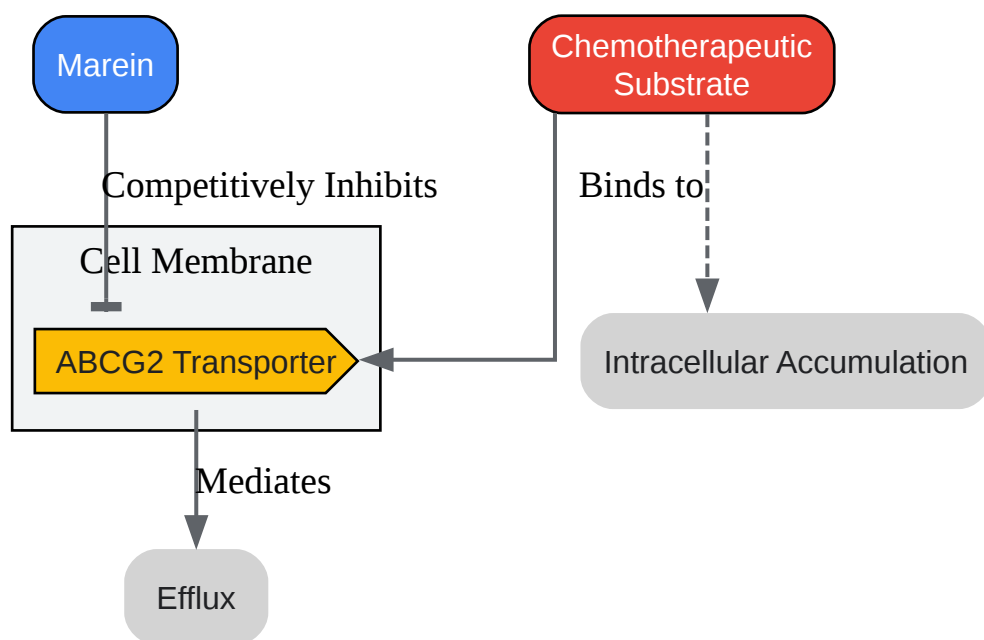 Marein
Chemotherapeutic
Substrate
Competitively Inhibits
Binds to
Cell Membrane
ABCG2 Transporter
Intracellular Accumulation
Mediates
Efflux